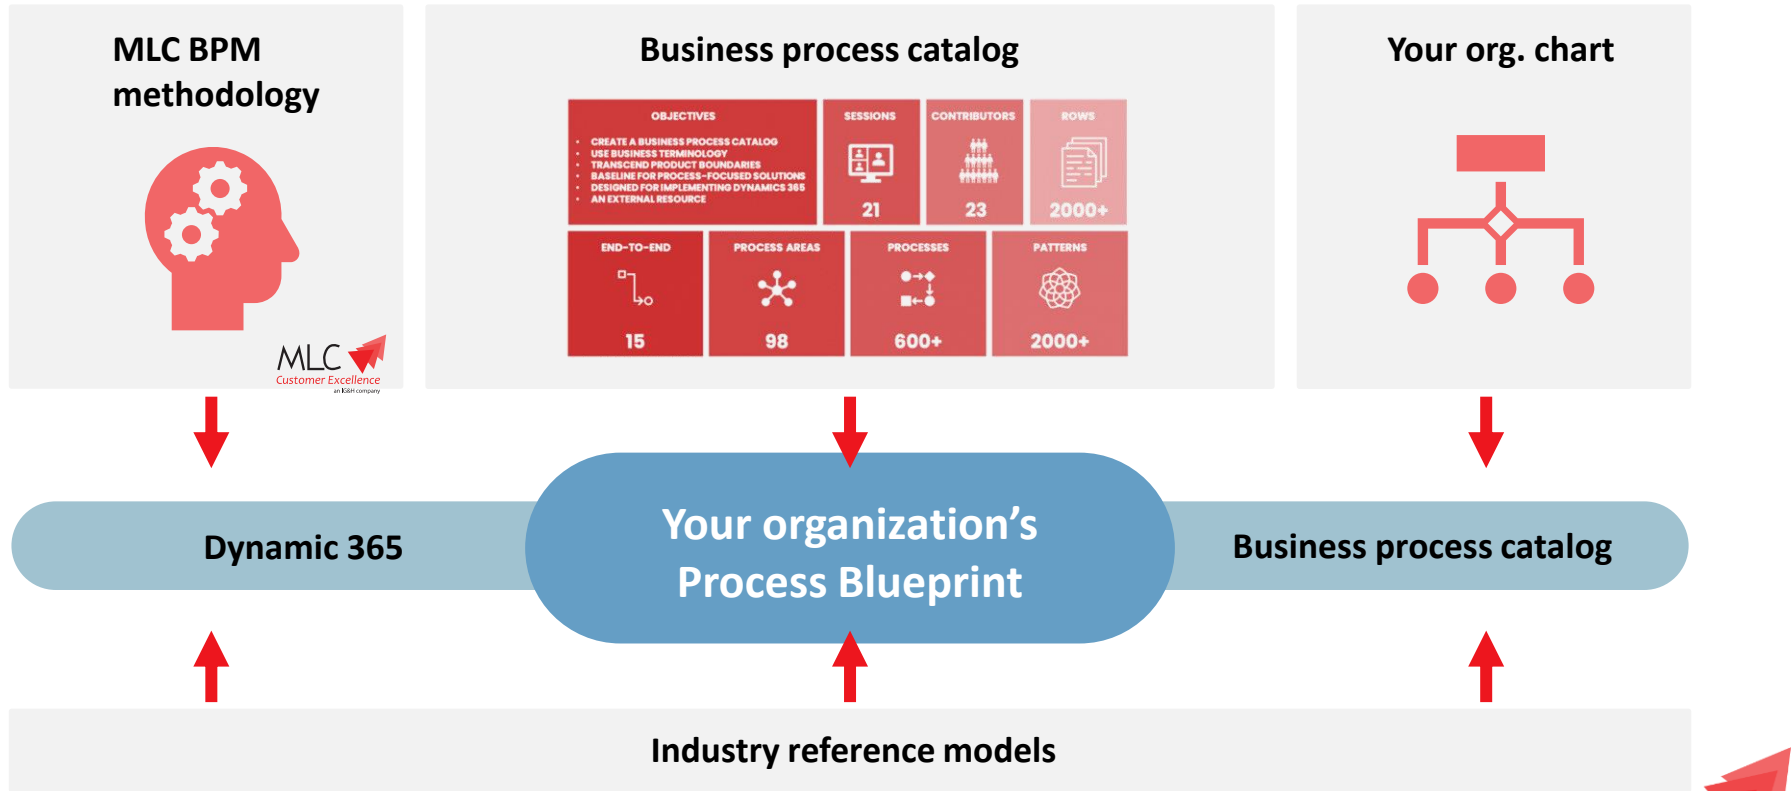 MLC BPM
methodology
MLC
Customer Excellence
an IG&H company
Business process catalog
OBJECTIVES
• CREATE A BUSINESS PROCESS CATALOG
• USE BUSINESS TERMINOLOGY
• TRANSCEND PRODUCT BOUNDARIES
• BASELINE FOR PROCESS-FOCUSED SOLUTIONS
• DESIGNED FOR IMPLEMENTING DYNAMICS 365
• AN EXTERNAL RESOURCE
SESSIONS
21
CONTRIBUTORS
23
ROWS
2000+
END-TO-END
15
PROCESS AREAS
98
PROCESSES
600+
PATTERNS
2000+
Your org. chart
Dynamic 365
Your organization's
Process Blueprint
Business process catalog
Industry reference models